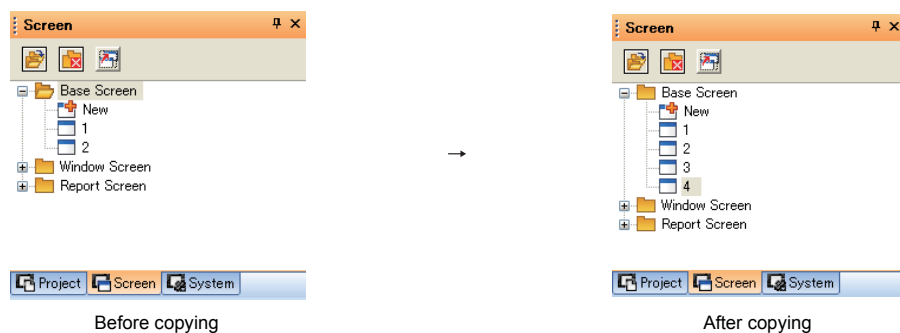 Screen
Base Screen
New
1
2
Window Screen
Report Screen
Project Screen System
Before copying
→
Screen
Base Screen
New
1
2
3
4
Window Screen
Report Screen
Project Screen System
After copying